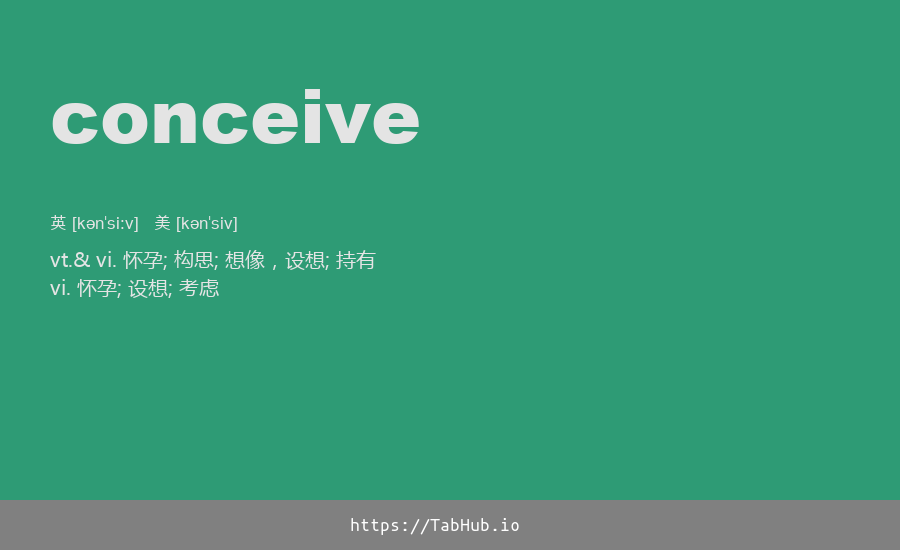 conceive
英 [kən'si:v] 美 [kən'siv]
vt.& vi. 怀孕; 构思; 想像，设想; 持有
vi. 怀孕; 设想; 考虑
https://TabHub.io